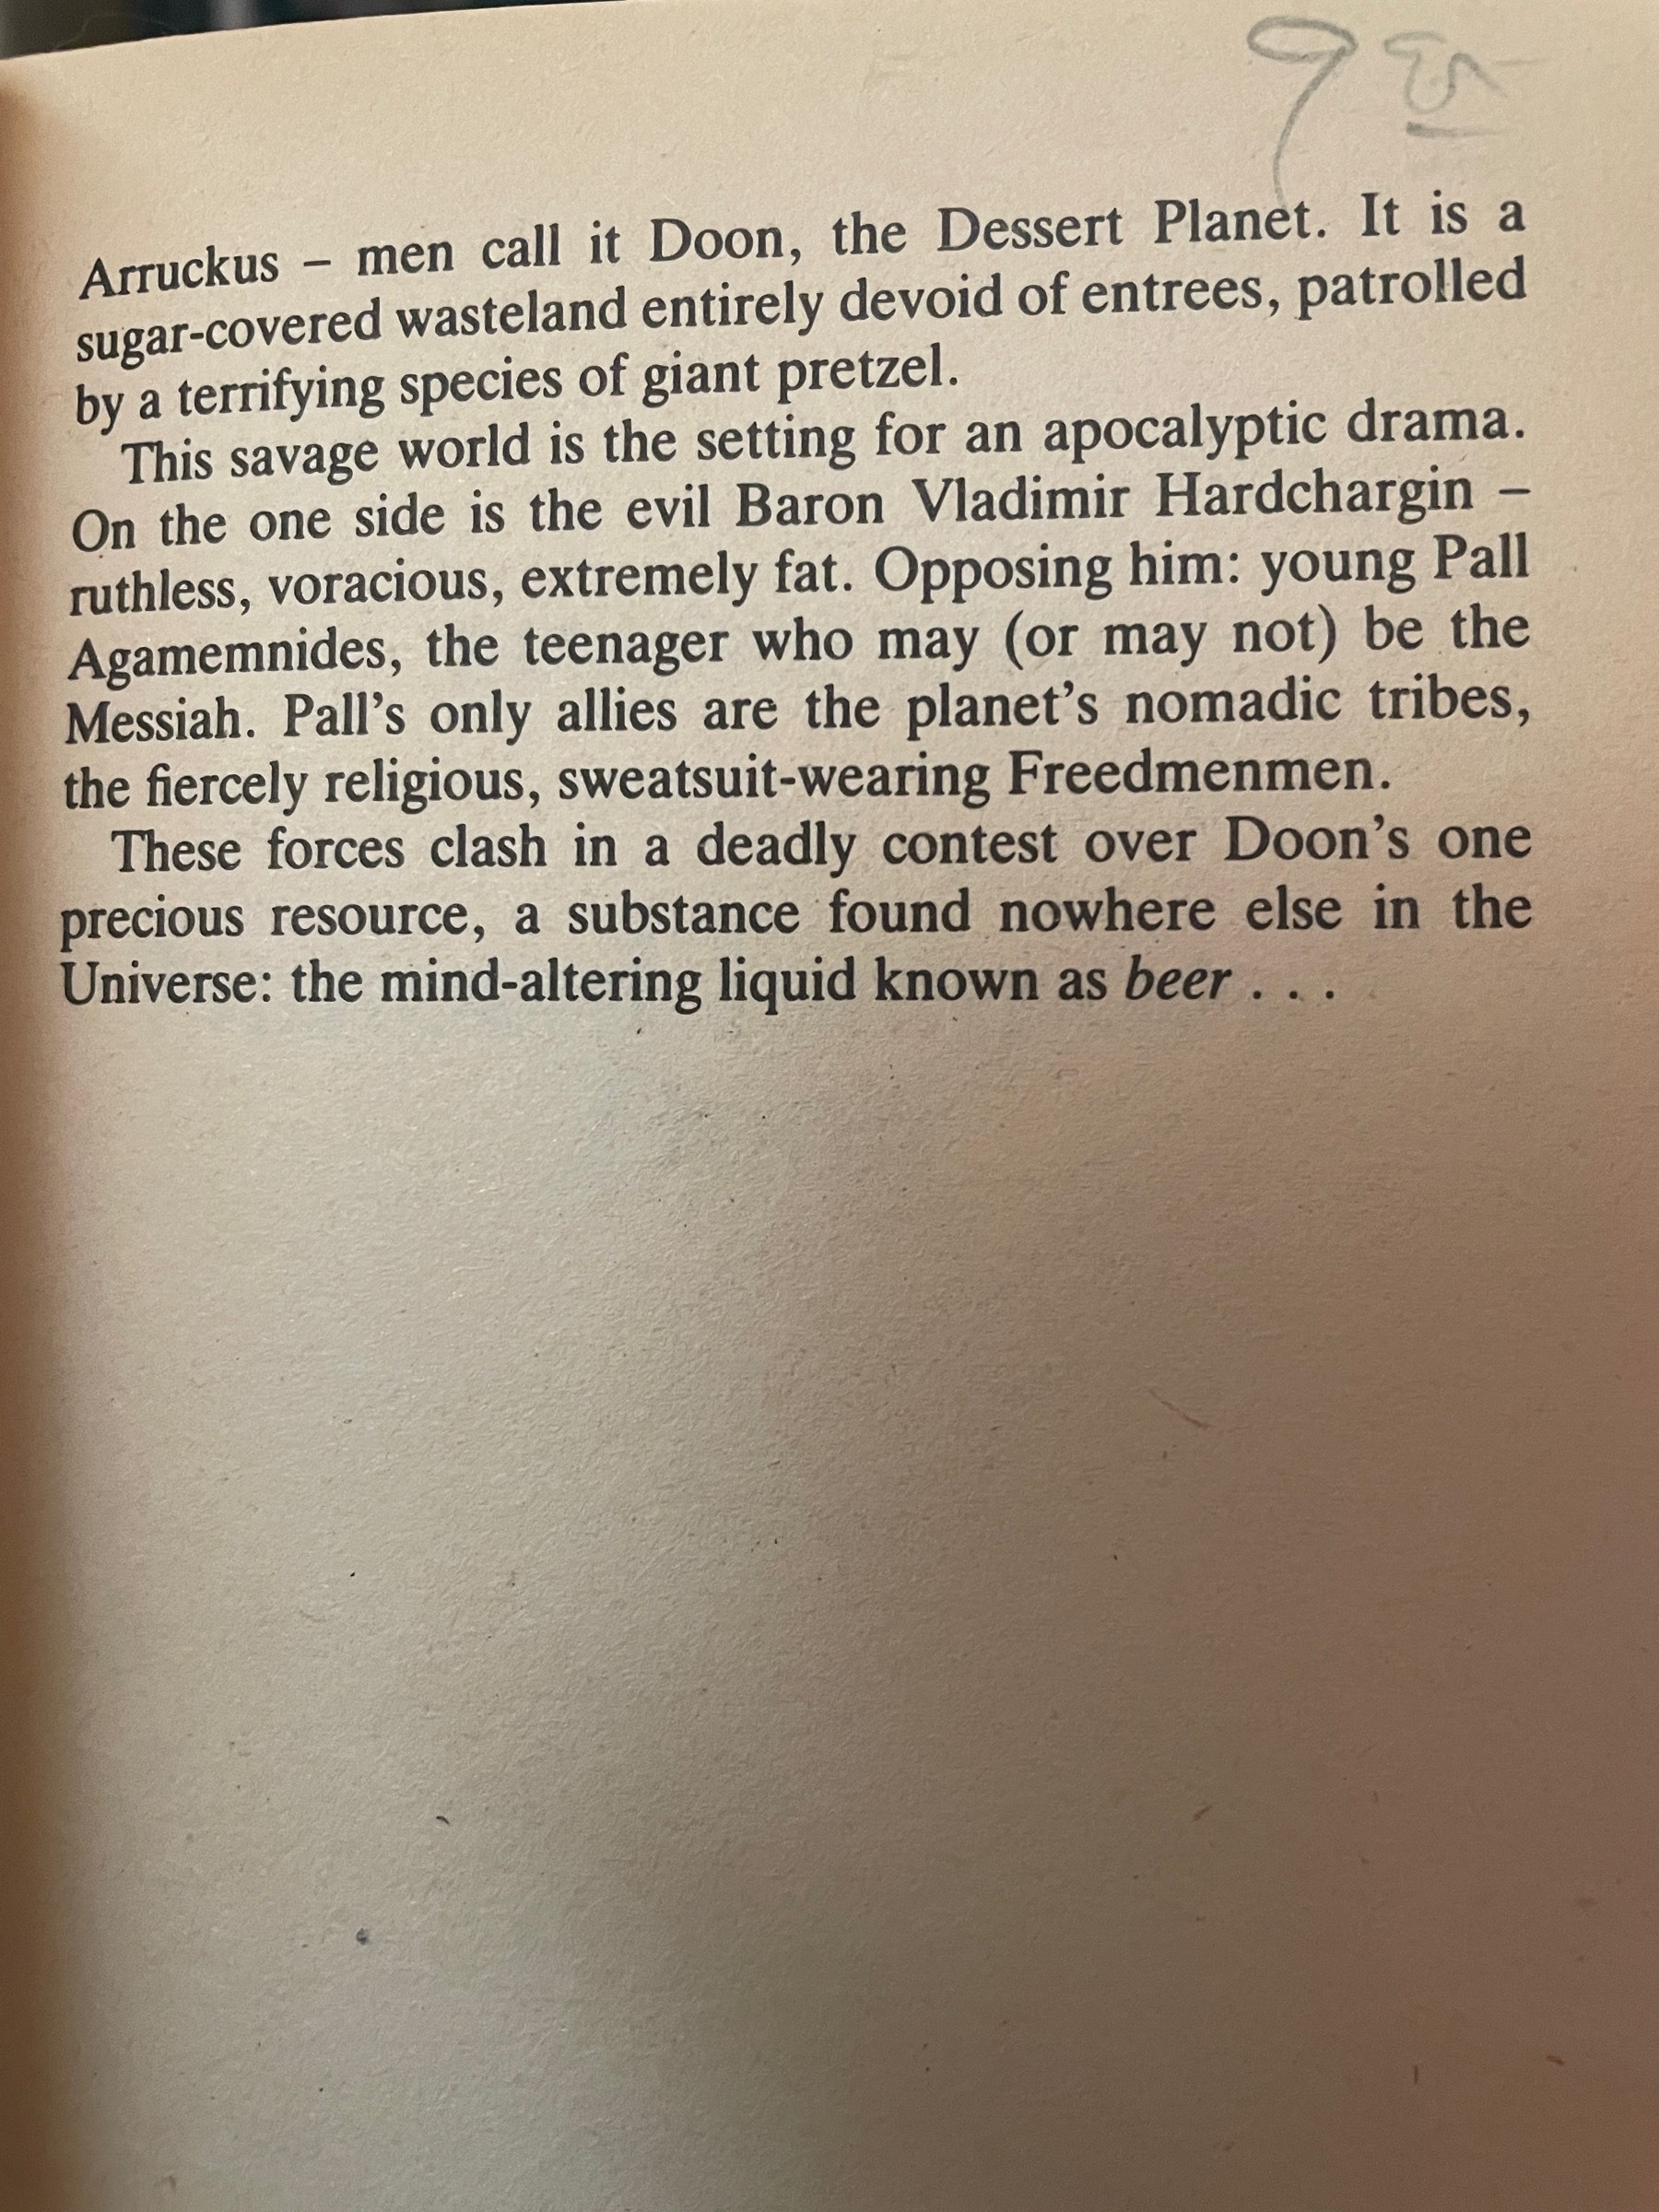 9 95
Arruckus – men call it Doon, the Dessert Planet. It is a
sugar-covered wasteland entirely devoid of entrees, patrolled
by a terrifying species of giant pretzel.
This savage world is the setting for an apocalyptic drama.
On the one side is the evil Baron Vladimir Hardchargin –
ruthless, voracious, extremely fat. Opposing him: young Pall
Agamemnides, the teenager who may (or may not) be the
Messiah. Pall’s only allies are the planet’s nomadic tribes,
the fiercely religious, sweatsuit-wearing Freedmenmen.
These forces clash in a deadly contest over Doon’s one
precious resource, a substance found nowhere else in the
Universe: the mind-altering liquid known as beer . . .